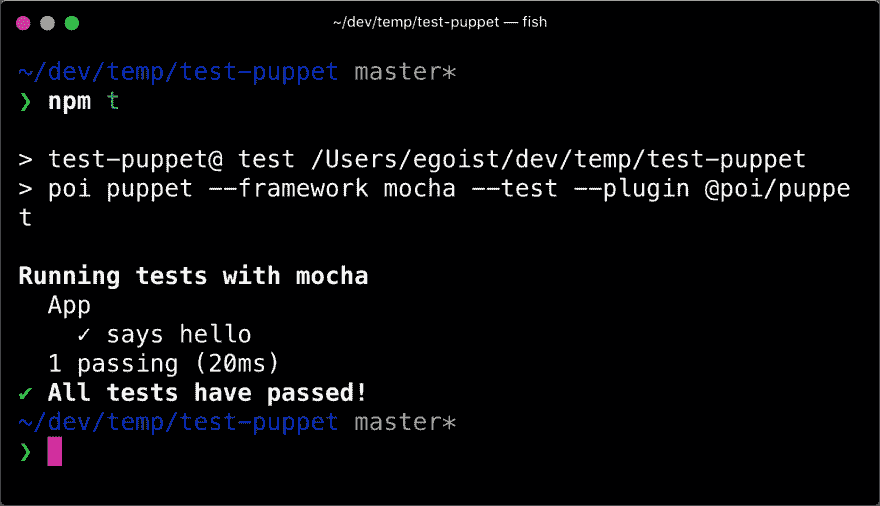 ~/dev/temp/test-puppet — fish
~/dev/temp/test-puppet master*
❯ npm t
> test-puppet@ test /Users/egoist/dev/temp/test-puppet
> poi puppet --framework mocha --test --plugin @poi/puppe
t
Running tests with mocha
App
✓ says hello
1 passing (20ms)
✔ All tests have passed!
~/dev/temp/test-puppet master*
❯